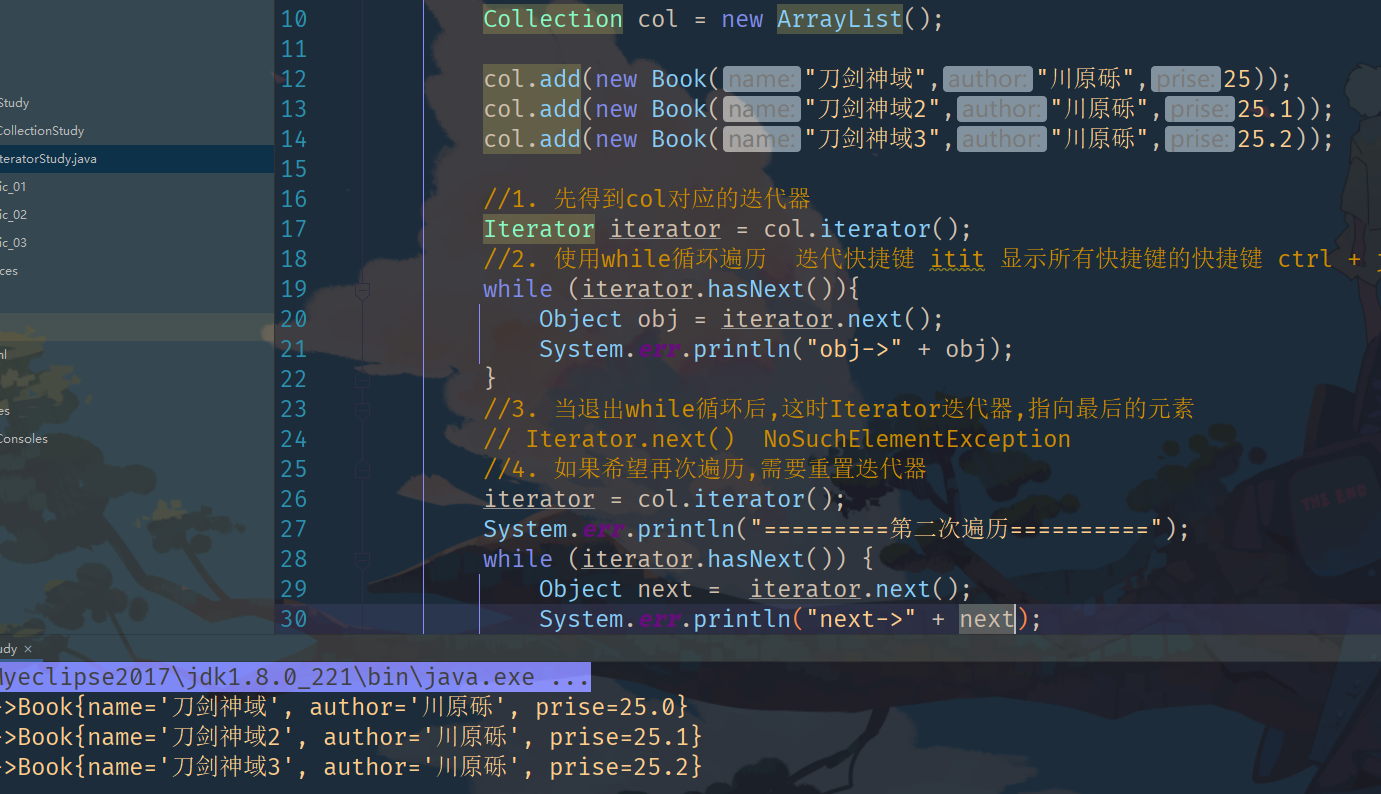 Study
CollectionStudy
teratorStudy.java
ic_01
ic_02
ic_03
ces
nl
es
Consoles
10 Collection col = new ArrayList();
11
12 col.add(new Book( name: "刀剑神域", author: "川原砾", prise: 25));
13 col.add(new Book( name: "刀剑神域2", author: "川原砾", prise: 25.1));
14 col.add(new Book( name: "刀剑神域3", author: "川原砾", prise: 25.2));
15
16 //1. 先得到col对应的迭代器
17 Iterator iterator = col.iterator();
18 //2. 使用while循环遍历  迭代快捷键 itit 显示所有快捷键的快捷键 ctrl + j
19 while (iterator.hasNext()){
20 Object obj = iterator.next();
21 System.err.println("obj->" + obj);
22 }
23 //3. 当退出while循环后,这时Iterator迭代器,指向最后的元素
24 // Iterator.next()  NoSuchElementException
25 //4. 如果希望再次遍历,需要重置迭代器
26 iterator = col.iterator();
27 System.err.println("=========第二次遍历==========");
28 while (iterator.hasNext()) {
29 Object next =  iterator.next();
30 System.err.println("next->" + next);
udy ×
Myeclipse2017\jdk1.8.0_221\bin\java.exe ...
->Book{name='刀剑神域', author='川原砾', prise=25.0}
->Book{name='刀剑神域2', author='川原砾', prise=25.1}
->Book{name='刀剑神域3', author='川原砾', prise=25.2}
THE END